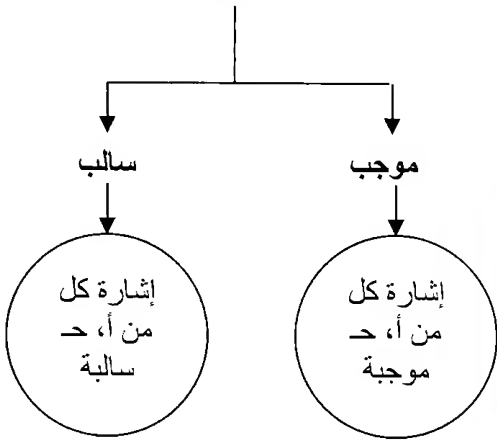 موجب
سالب
إشارة كل
من أ، حـ
موجبة
إشارة كل
من أ، حـ
سالبة